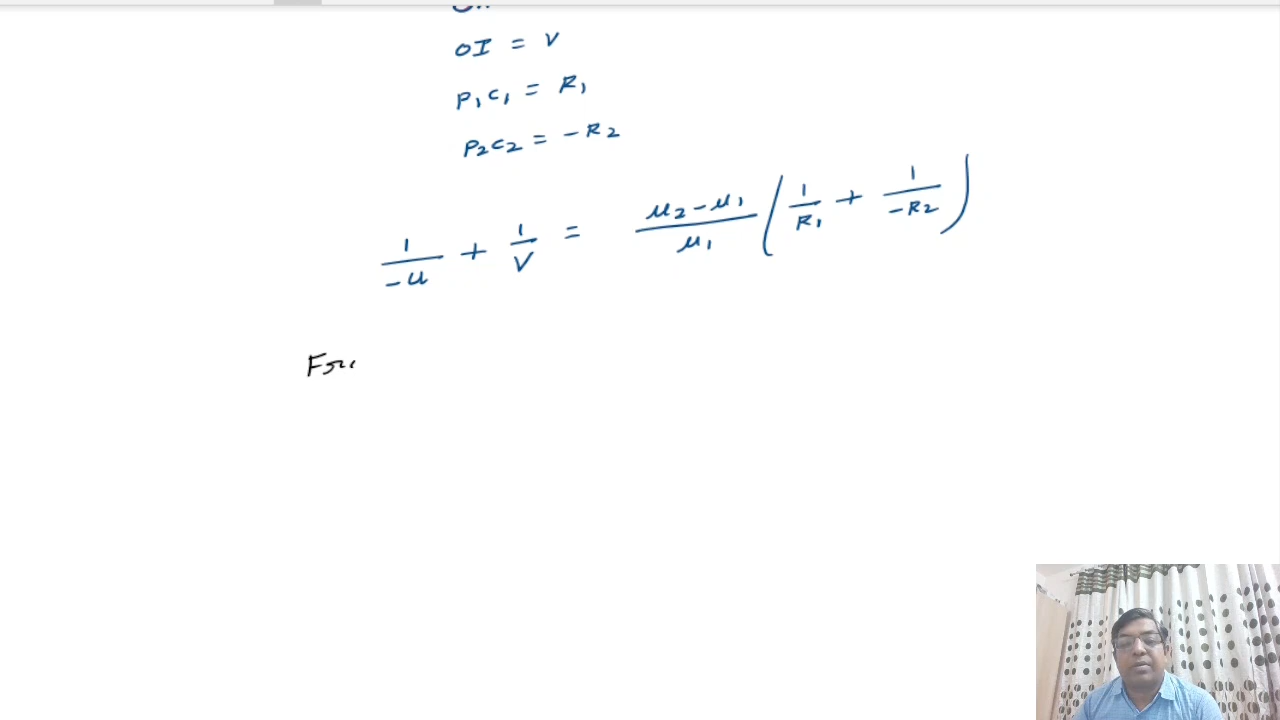 OI = V
P₁C₁ = R₁
P₂C₂ = -R₂
1/-u + 1/V = μ₂-μ₁/μ₁ (1/R₁ + 1/-R₂)